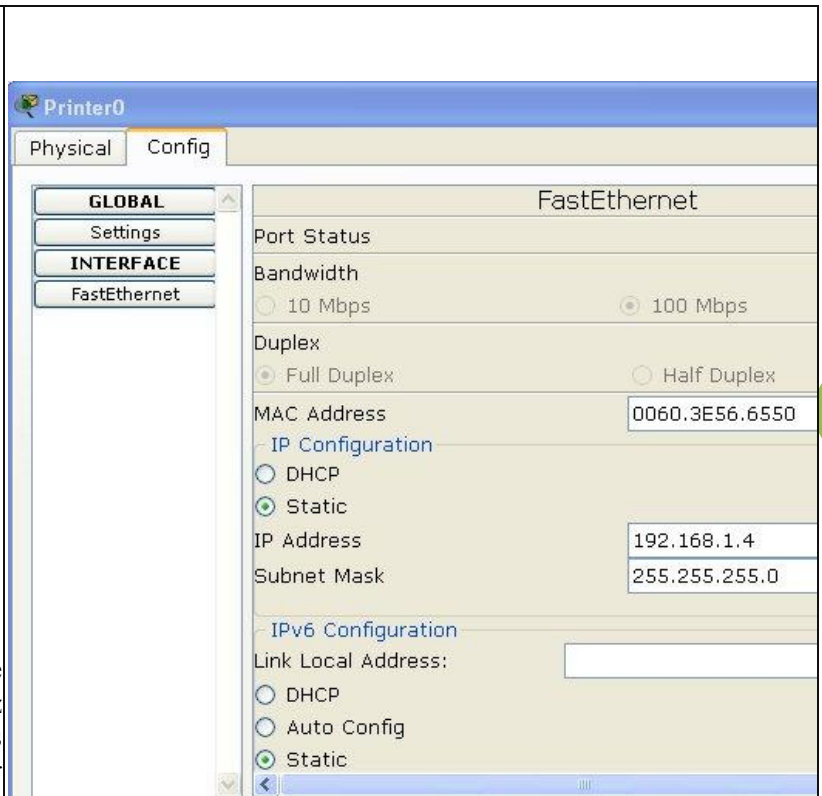 Printer0
Physical Config
GLOBAL
Settings
INTERFACE
FastEthernet
FastEthernet
Port Status
Bandwidth
10 Mbps 100 Mbps
Duplex
Full Duplex Half Duplex
MAC Address 0060.3E56.6550
IP Configuration
DHCP
Static
IP Address 192.168.1.4
Subnet Mask 255.255.255.0
IPv6 Configuration
Link Local Address:
DHCP
Auto Config
Static